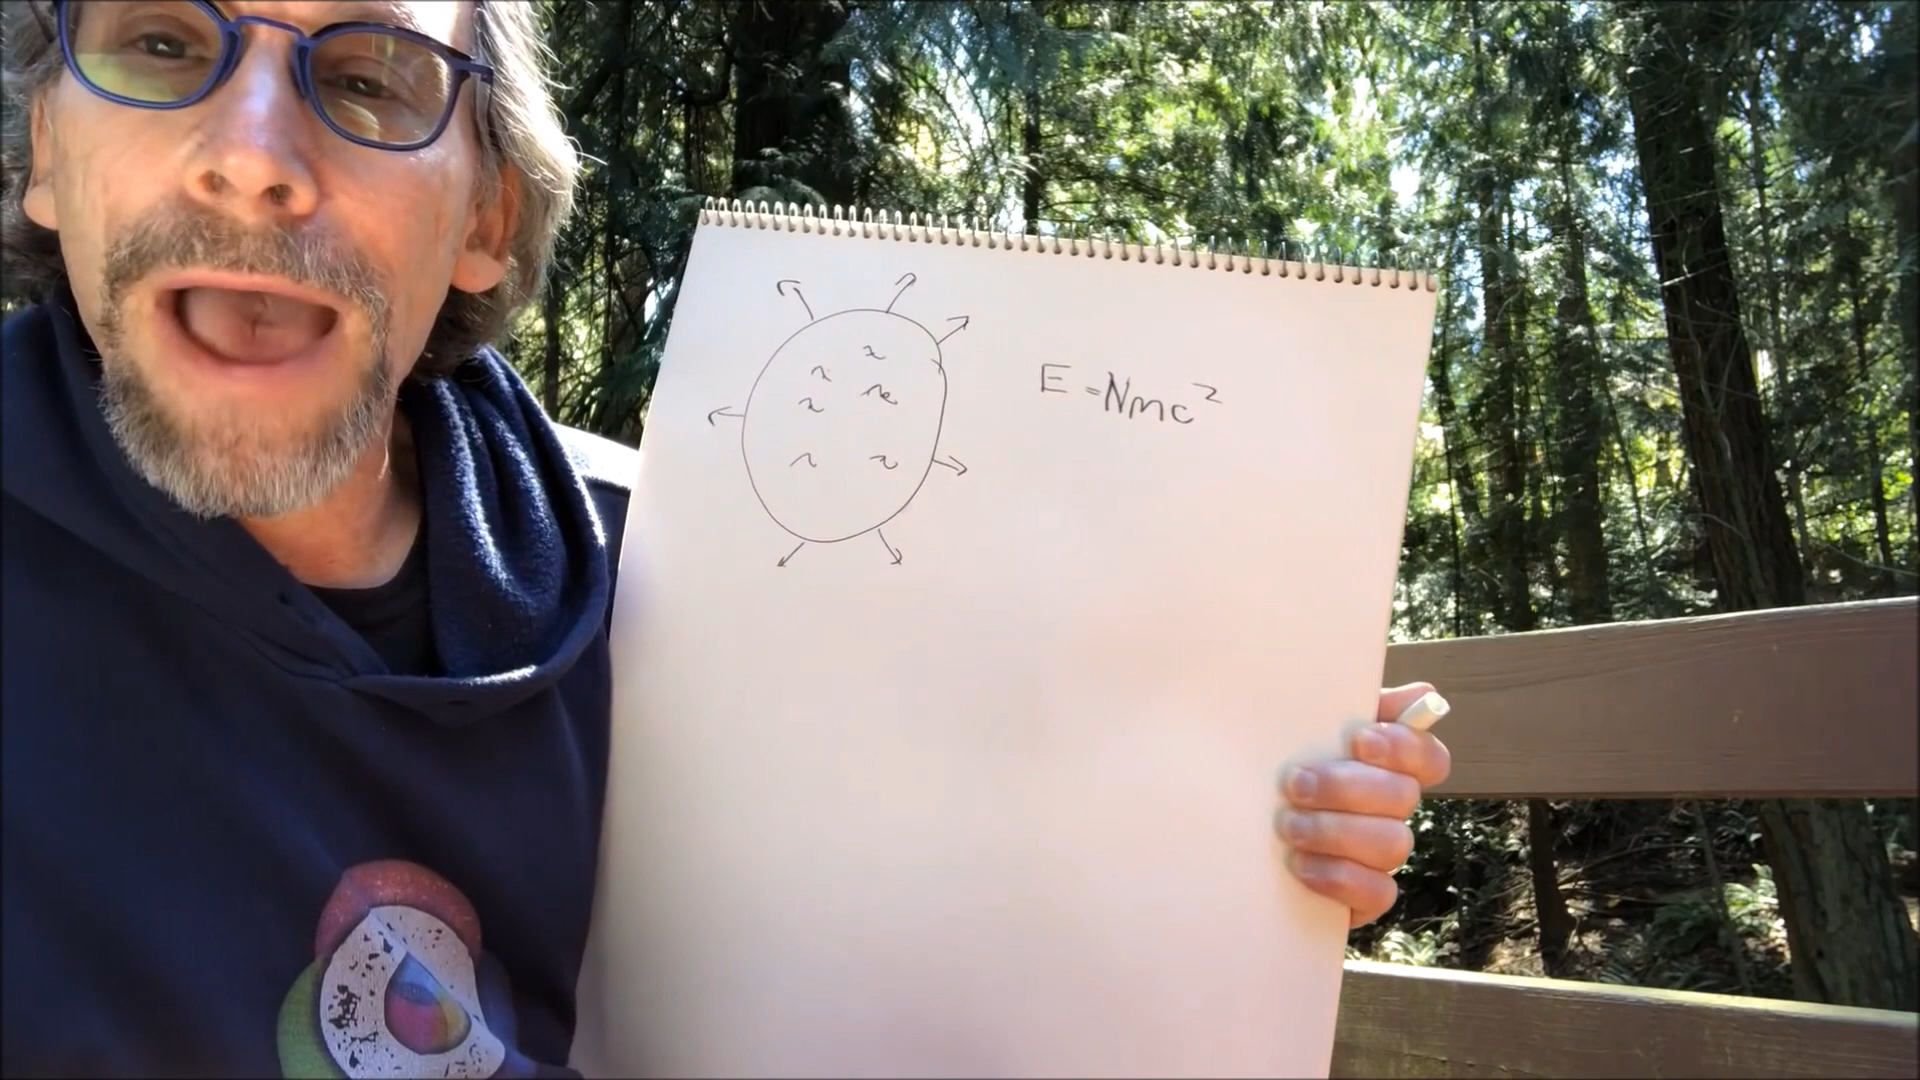 E = Nmc²